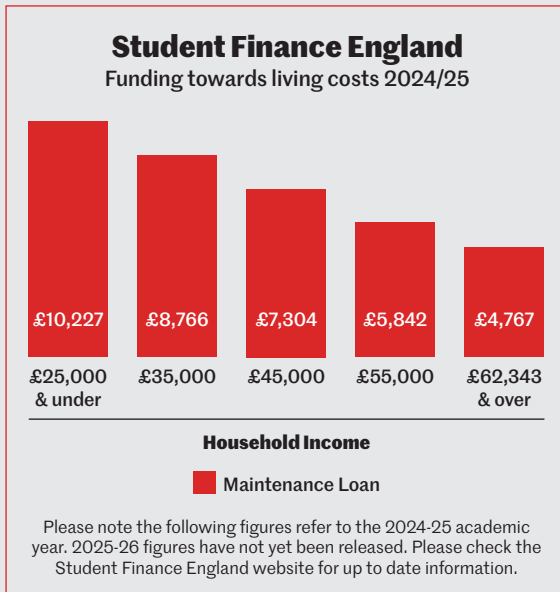 Student Finance England
Funding towards living costs 2024/25
£10,227
£8,766
£7,304
£5,842
£4,767
£25,000
& under
£35,000
£45,000
£55,000
£62,343
& over
Household Income
Maintenance Loan
Please note the following figures refer to the 2024-25 academic
year. 2025-26 figures have not yet been released. Please check the
Student Finance England website for up to date information.